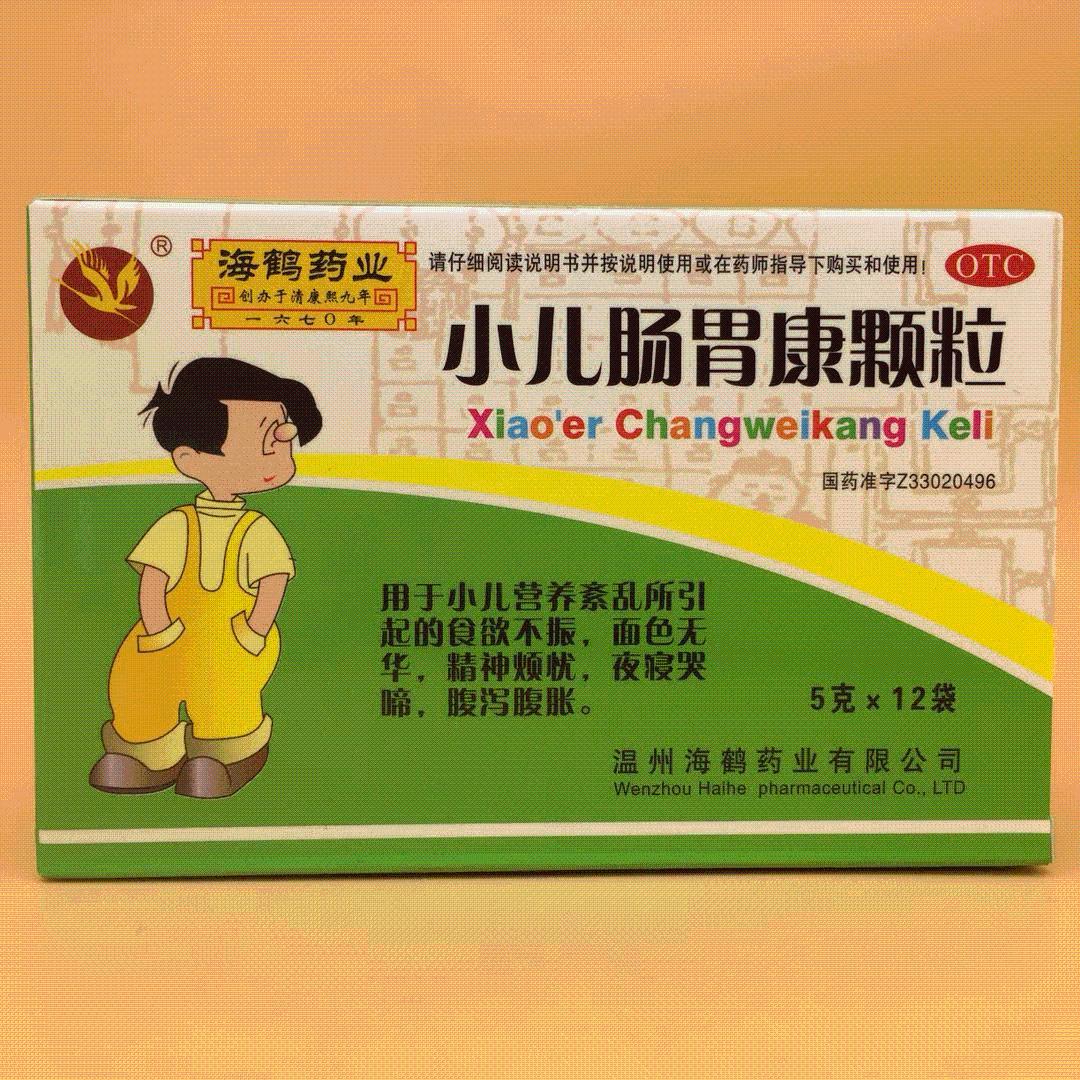 ®
海鹤药业
创办于清康熙九年
一六七〇年
请仔细阅读说明书并按说明使用或在药师指导下购买和使用！
OTC
小儿肠胃康颗粒
Xiao'er Changweikang Keli
国药准字Z33020496
用于小儿营养紊乱所引
起的食欲不振，面色无
华，精神烦忧，夜寝哭
啼，腹泻腹胀。
5克×12袋
温州海鹤药业有限公司
Wenzhou Haihe pharmaceutical Co., LTD